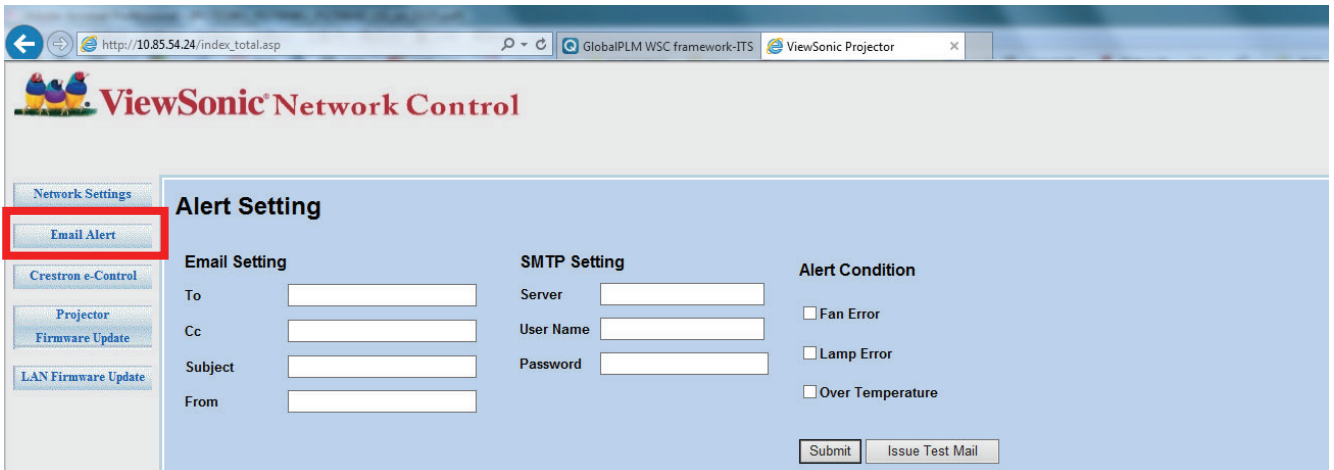 http://10.85.54.24/index_total.asp
GlobalPLM WSC framework-ITS
ViewSonic Projector
ViewSonic® Network Control
Network Settings
Email Alert
Crestron e-Control
Projector
Firmware Update
LAN Firmware Update
Alert Setting
Email Setting
To
Cc
Subject
From
SMTP Setting
Server
User Name
Password
Alert Condition
Fan Error
Lamp Error
Over Temperature
Submit
Issue Test Mail